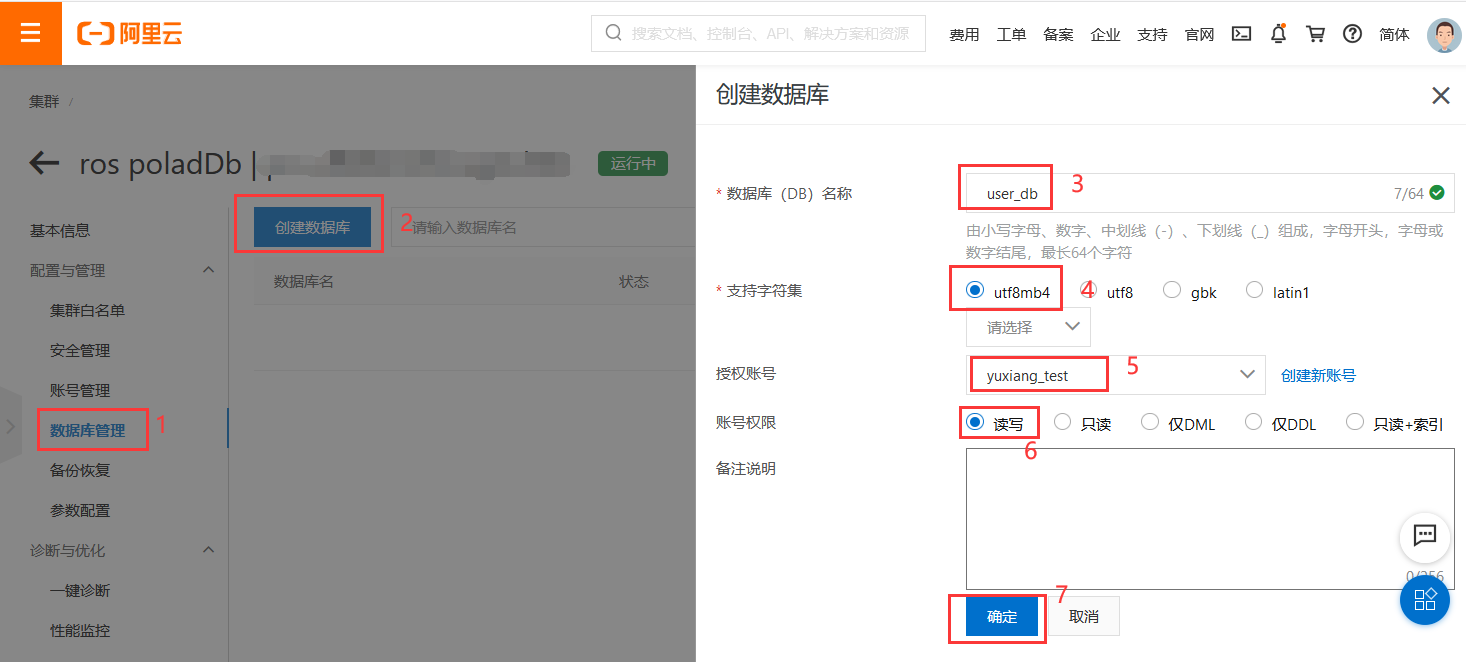 阿里云
搜索文档、控制台、API、解决方案和资源
费用 工单 备案 企业 支持 官网 简体
集群 /
ros poladDb |
运行中
基本信息
配置与管理
集群白名单
安全管理
账号管理
数据库管理 1
备份恢复
参数配置
诊断与优化
一键诊断
性能监控
创建数据库 2 请输入数据库名
数据库名 状态
创建数据库
* 数据库（DB）名称 user_db 3 7/64
由小写字母、数字、中划线（-）、下划线（_）组成，字母开头，字母或
数字结尾，最长64个字符
* 支持字符集 utf8mb4 4 utf8 gbk latin1
请选择
授权账号 yuxiang_test 5 创建新账号
账号权限 读写 只读 仅DML 仅DDL 只读+索引
6
备注说明
0/256
7
确定 取消